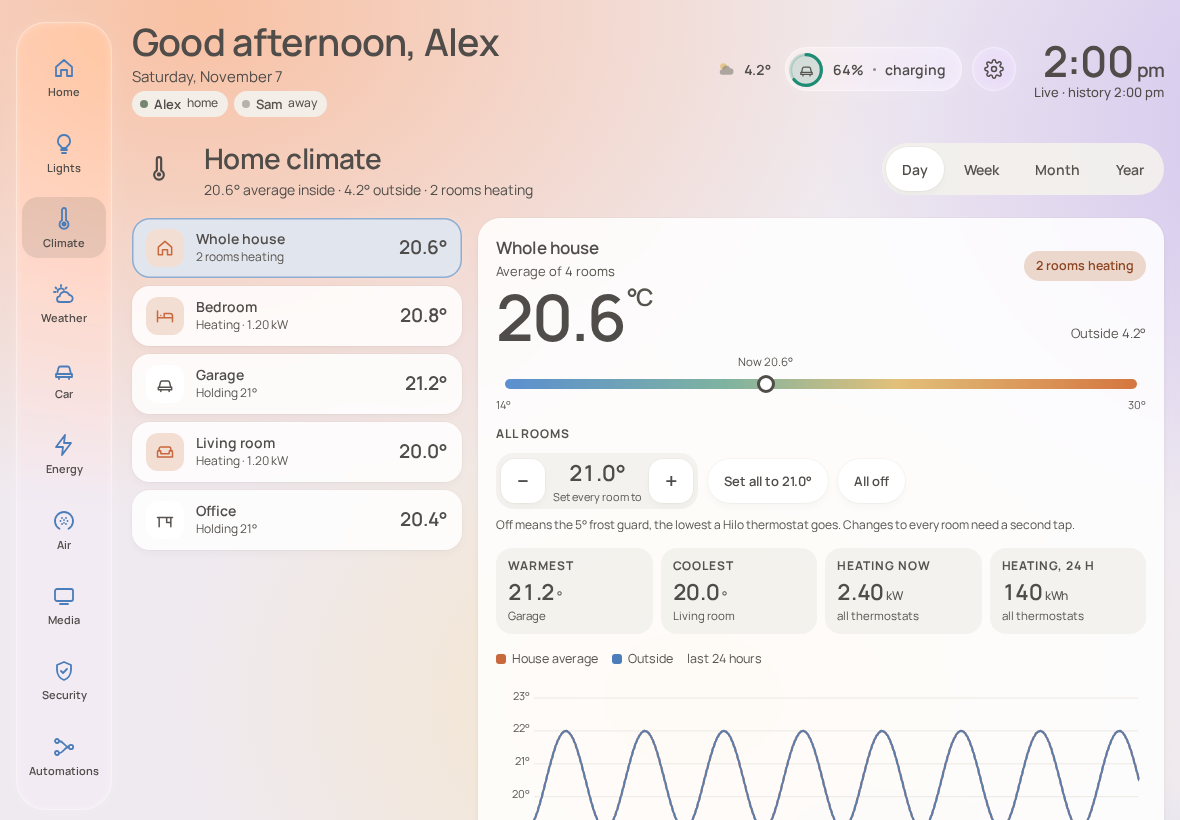 Good afternoon, Alex
Saturday, November 7
Alex home
Sam away
4.2°
64% · charging
2:00 pm
Live · history 2:00 pm
Home
Lights
Climate
Weather
Car
Energy
Air
Media
Security
Automations
Home climate
20.6° average inside · 4.2° outside · 2 rooms heating
Day
Week
Month
Year
Whole house
2 rooms heating
20.6°
Bedroom
Heating · 1.20 kW
20.8°
Garage
Holding 21°
21.2°
Living room
Heating · 1.20 kW
20.0°
Office
Holding 21°
20.4°
Whole house
Average of 4 rooms
20.6°C
2 rooms heating
Outside 4.2°
Now 20.6°
14°
30°
ALL ROOMS
−
21.0°
Set every room to
+
Set all to 21.0°
All off
Off means the 5° frost guard, the lowest a Hilo thermostat goes. Changes to every room need a second tap.
WARMEST
21.2°
Garage
COOLEST
20.0°
Living room
HEATING NOW
2.40 kW
all thermostats
HEATING, 24 H
140 kWh
all thermostats
House average
Outside
last 24 hours
23°
22°
21°
20°